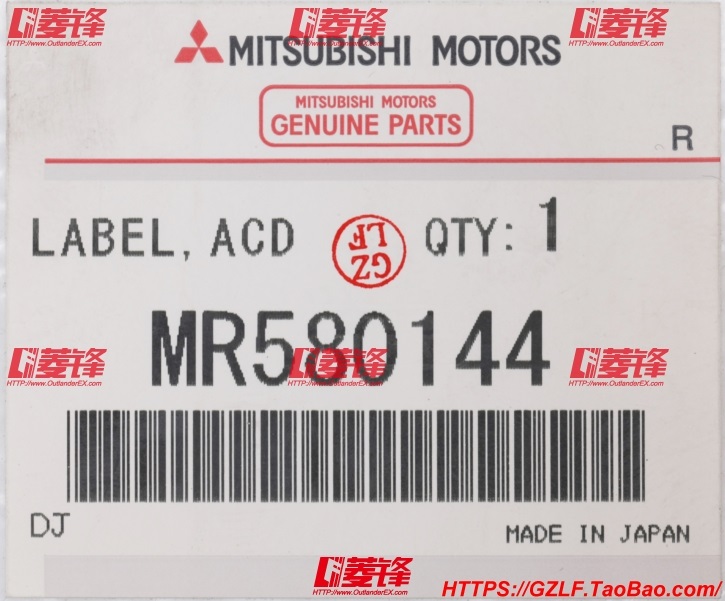 菱锋 菱锋 菱锋
HTTP://www.OutlanderEX.com HTTP://www.OutlanderEX.com HTTP://www.OutlanderEX.com
MITSUBISHI MOTORS
MITSUBISHI MOTORS
GENUINE PARTS
R
LABEL, ACD GZ LF QTY: 1
MR580144
菱锋 菱锋 菱锋
HTTP://www.OutlanderEX.com HTTP://www.OutlanderEX.com HTTP://www.OutlanderEX.com
DJ
MADE IN JAPAN
菱锋
HTTP://www.OutlanderEX.com
HTTPS://GZLF.TaoBao.com/